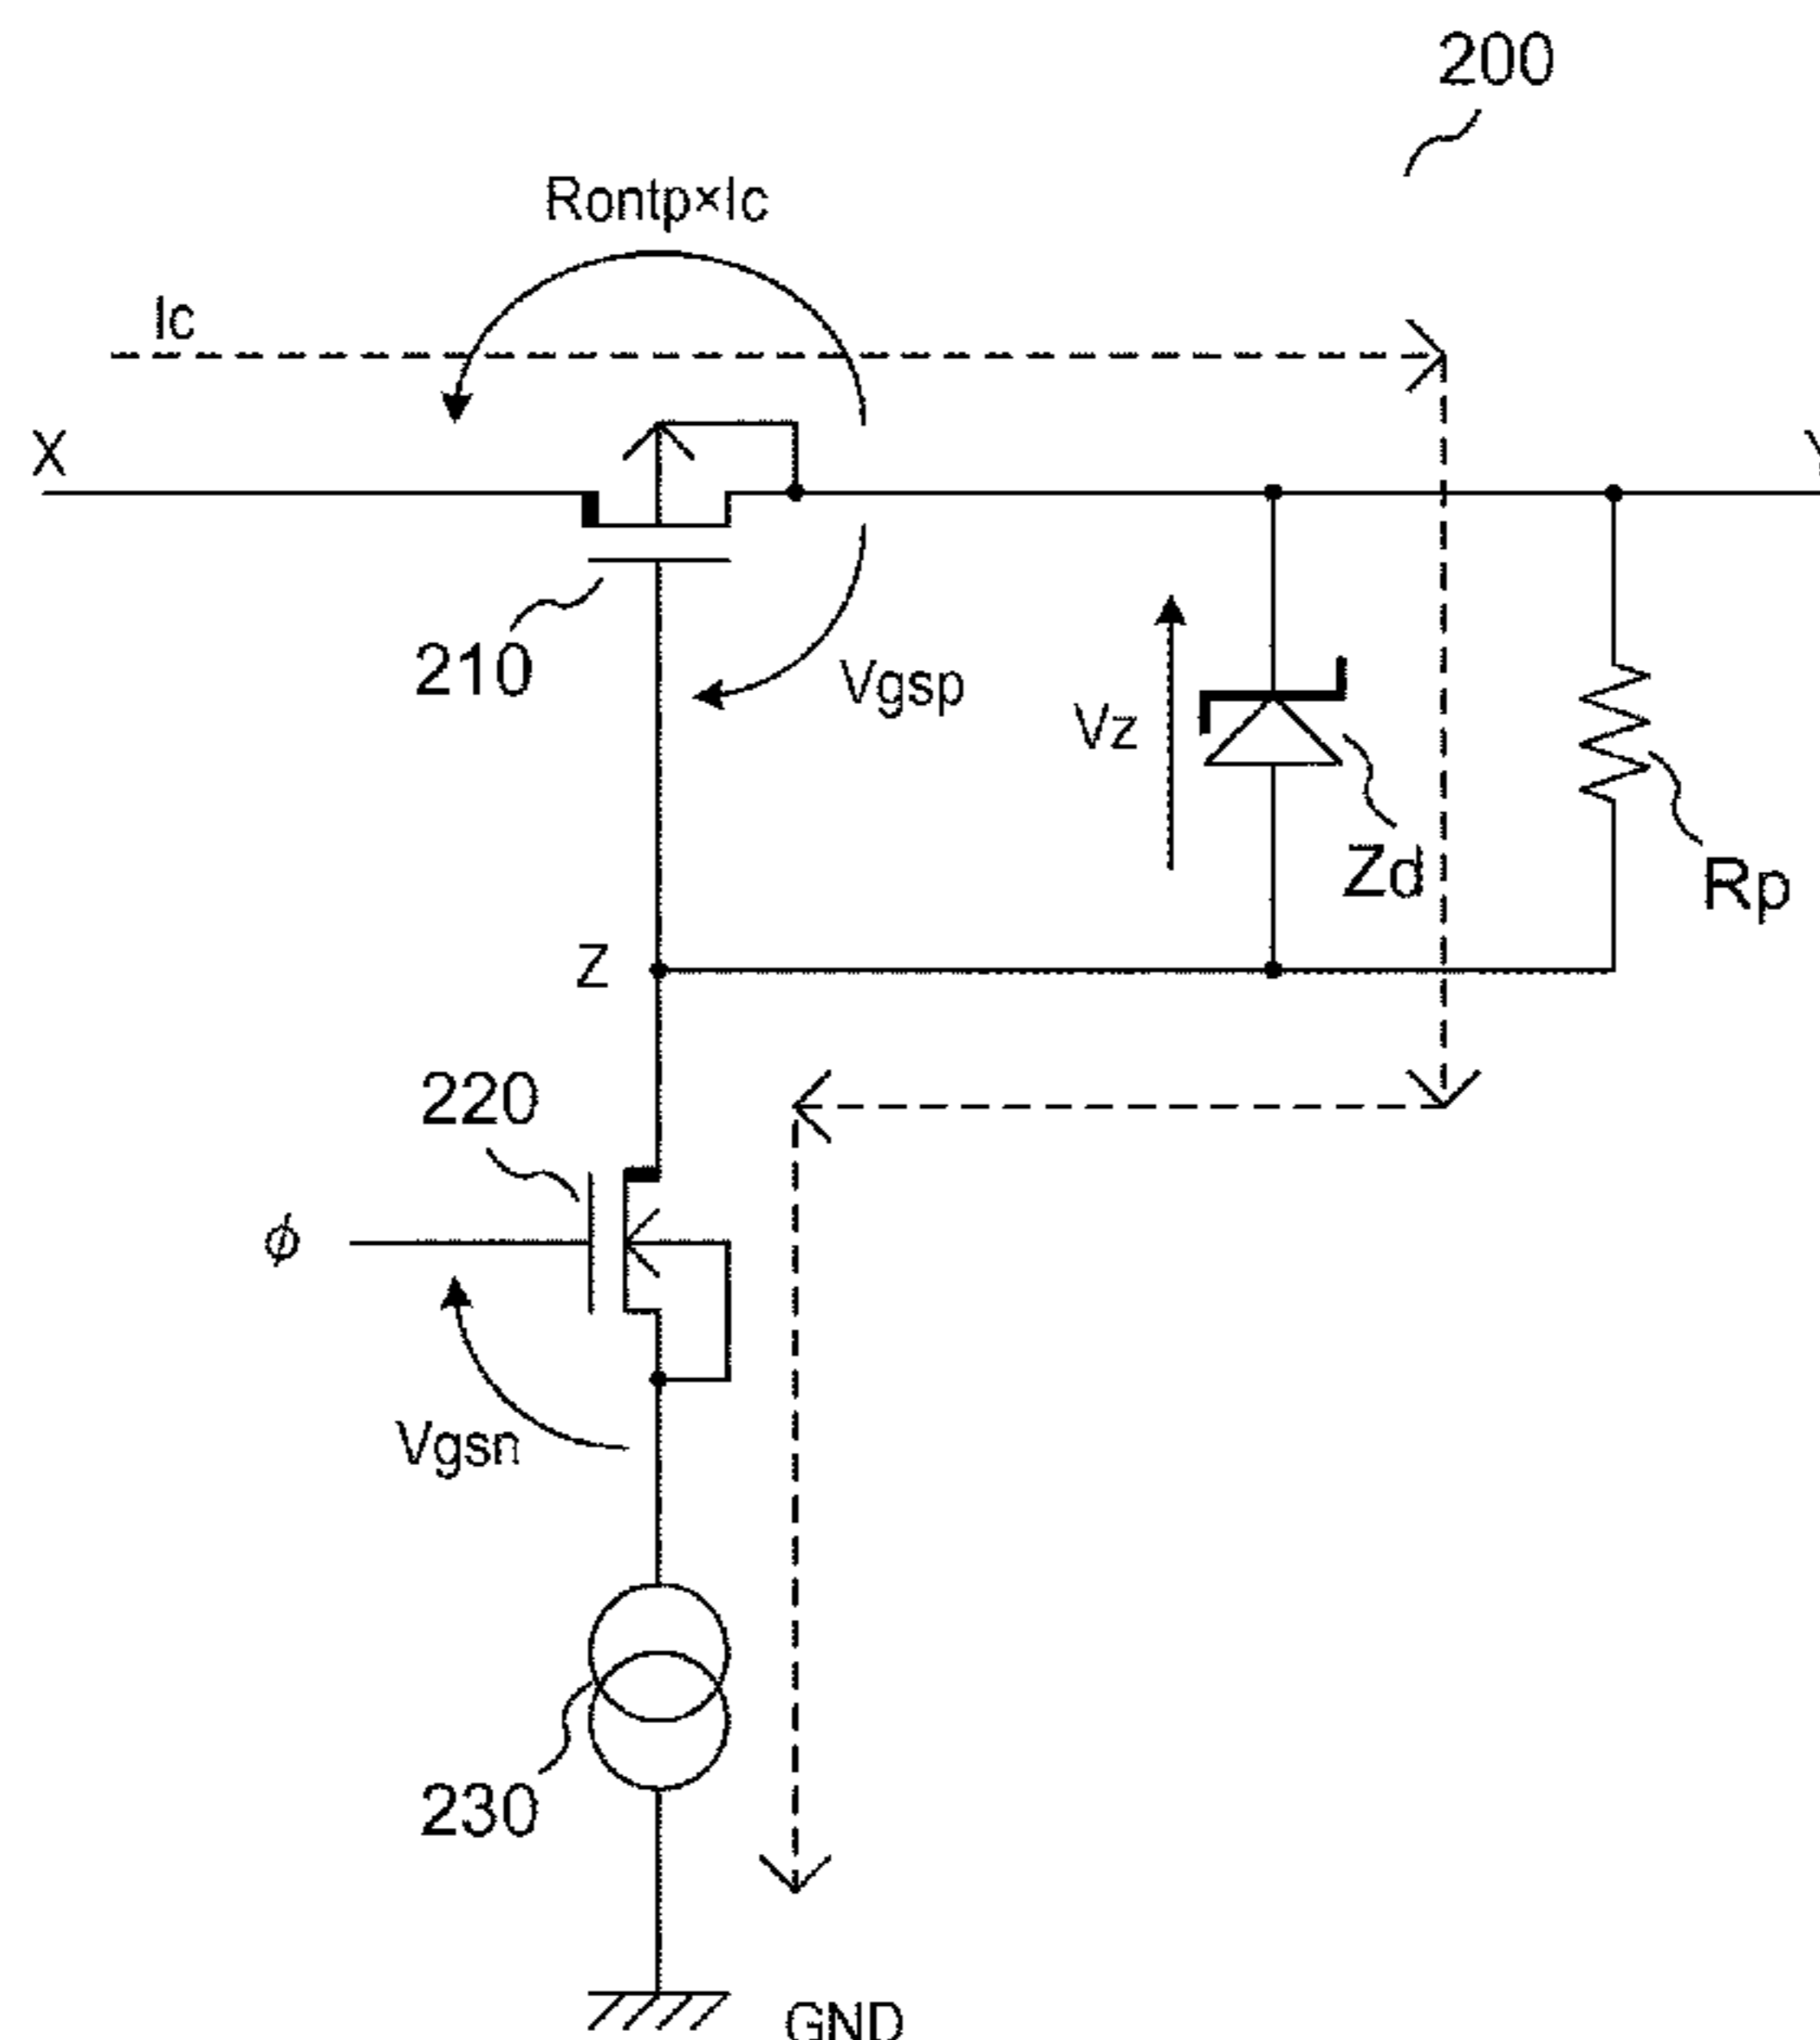 200
Rontp×Ic
Ic
X
Y
210
Vgsp
Vz
Zd
Rp
Z
220
ϕ
Vgsn
230
GND